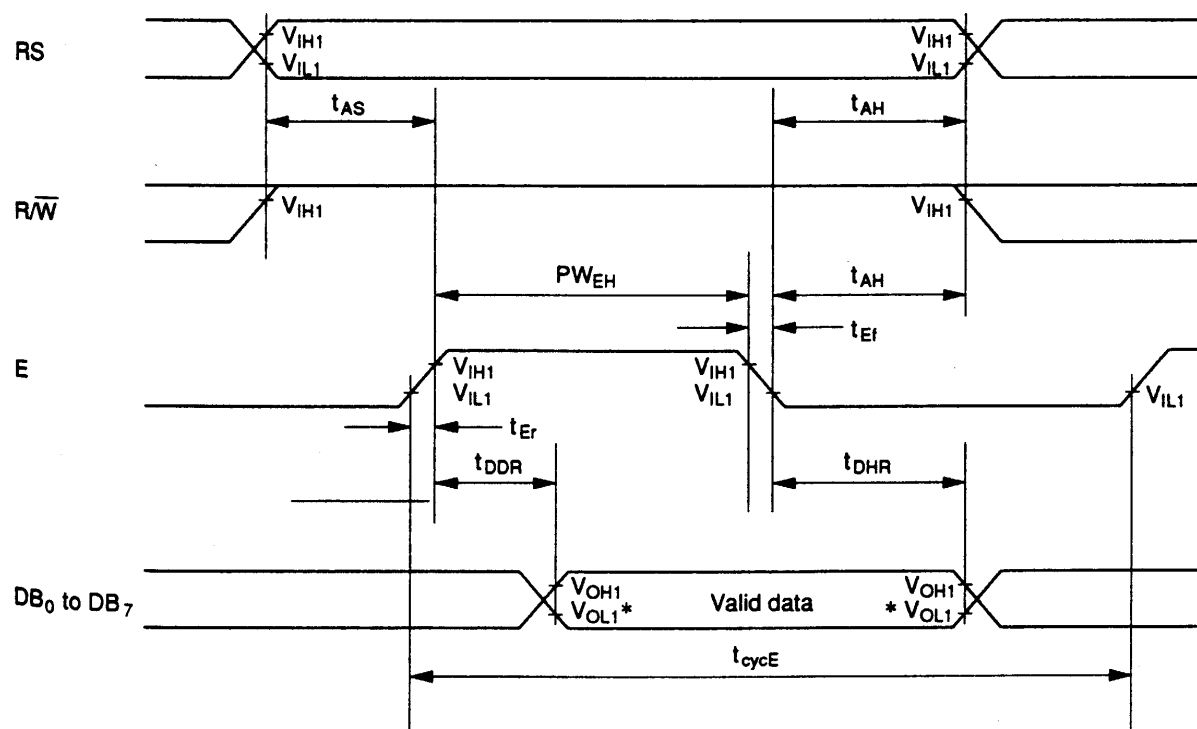 RS
V_IH1
V_IL1
V_IH1
V_IL1
t_AS
t_AH
R/W̅
V_IH1
V_IH1
PW_EH
t_AH
t_Ef
E
V_IH1
V_IL1
V_IH1
V_IL1
V_IL1
t_Er
t_DDR
t_DHR
DB_0 to DB_7
V_OH1
V_OL1*
Valid data
V_OH1
* V_OL1
t_cycE